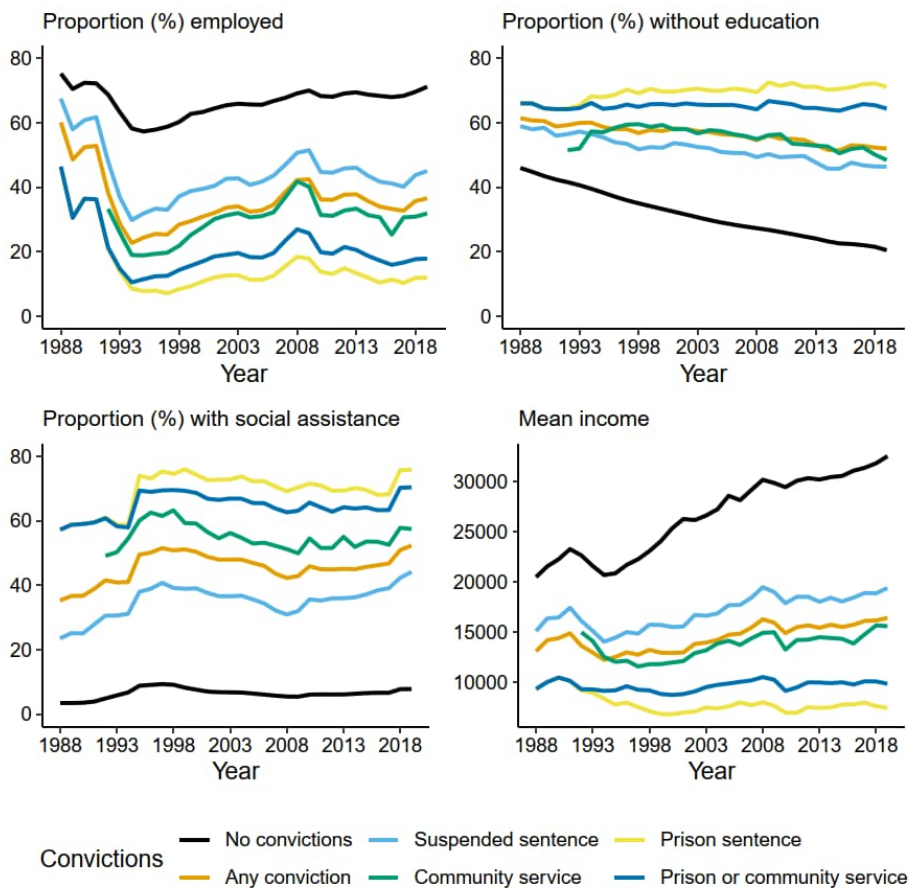 Proportion (%) employed
80
60
40
20
0
1988 1993 1998 2003 2008 2013 2018
Year
Proportion (%) without education
80
60
40
20
0
1988 1993 1998 2003 2008 2013 2018
Year
Proportion (%) with social assistance
80
60
40
20
0
1988 1993 1998 2003 2008 2013 2018
Year
Mean income
30000
25000
20000
15000
10000
1988 1993 1998 2003 2008 2013 2018
Year
Convictions
No convictions Suspended sentence Prison sentence
Any conviction Community service Prison or community service